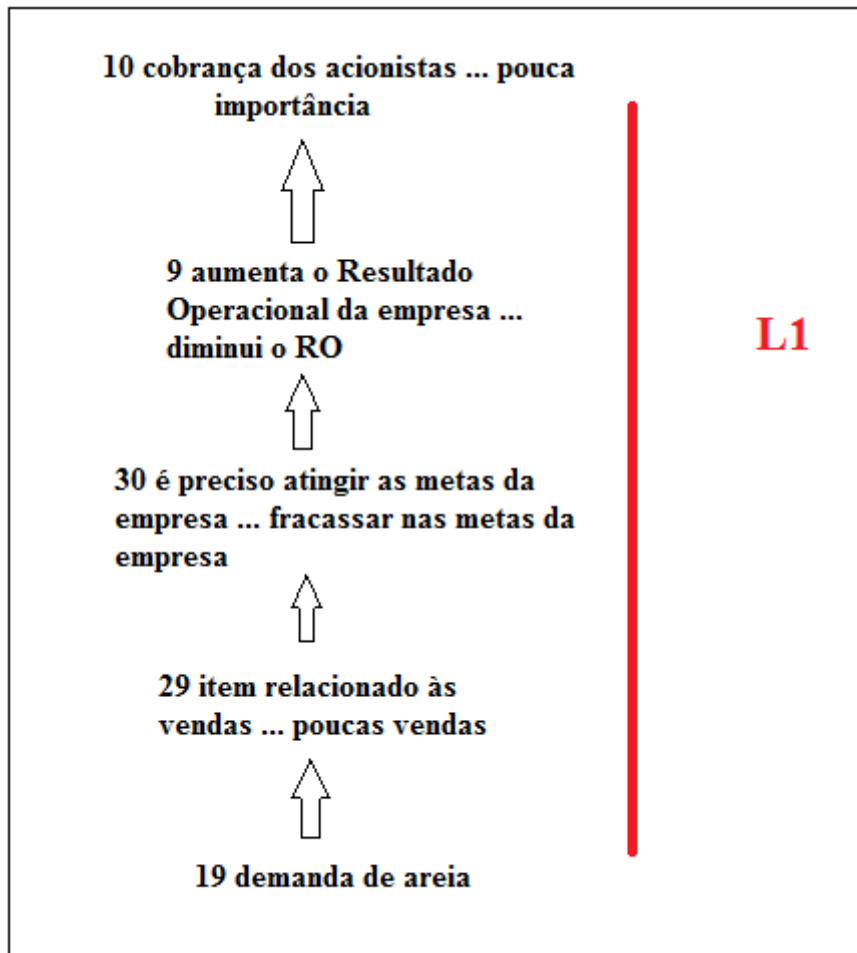 10 cobrança dos acionistas ... pouca
importância
9 aumenta o Resultado
Operacional da empresa ...
diminui o RO
L1
30 é preciso atingir as metas da
empresa ... fracassar nas metas da
empresa
29 item relacionado às
vendas ... poucas vendas
19 demanda de areia